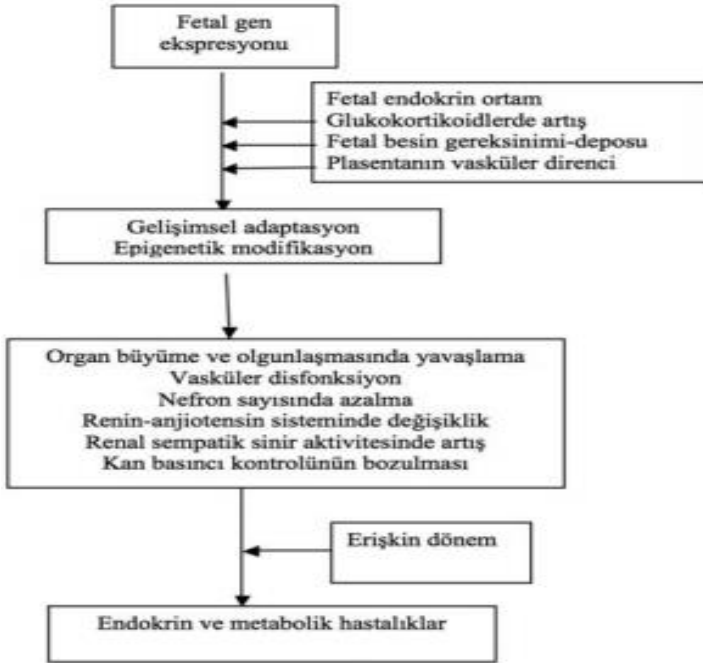 Fetal gen
ekspresyonu
Fetal endokrin ortam
Glukokortikoidlerde artış
Fetal besin gereksinimi-deposu
Plasentanın vasküler direnci
Gelişimsel adaptasyon
Epigenetik modifikasyon
Organ büyüme ve olgunlaşmasında yavaşlama
Vasküler disfonksiyon
Nefron sayısında azalma
Renin-anjiotensin sisteminde değişiklik
Renal sempatik sinir aktivitesinde artış
Kan basıncı kontrolünün bozulması
Erişkin dönem
Endokrin ve metabolik hastalıklar